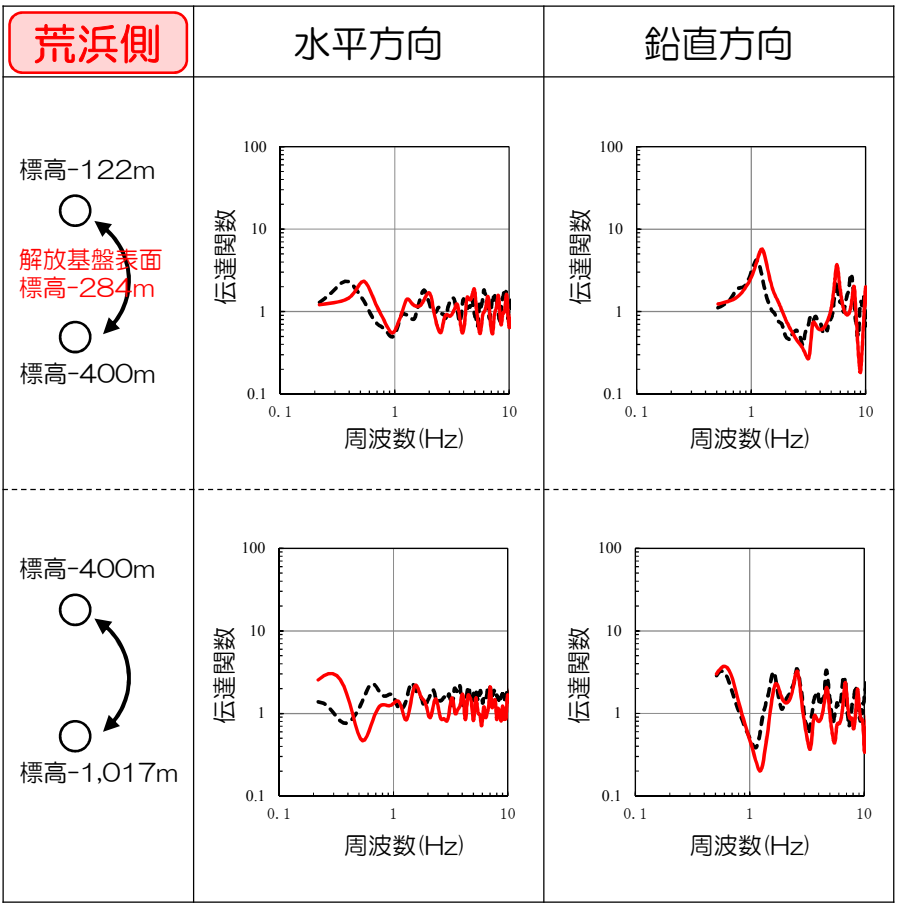 荒浜側
水平方向
鉛直方向
標高-122m
解放基盤表面
標高-284m
標高-400m
伝達関数
100
10
1
0.1
0.1
1
10
周波数(Hz)
伝達関数
100
10
1
0.1
0.1
1
10
周波数(Hz)
標高-400m
標高-1,017m
伝達関数
100
10
1
0.1
0.1
1
10
周波数(Hz)
伝達関数
100
10
1
0.1
0.1
1
10
周波数(Hz)